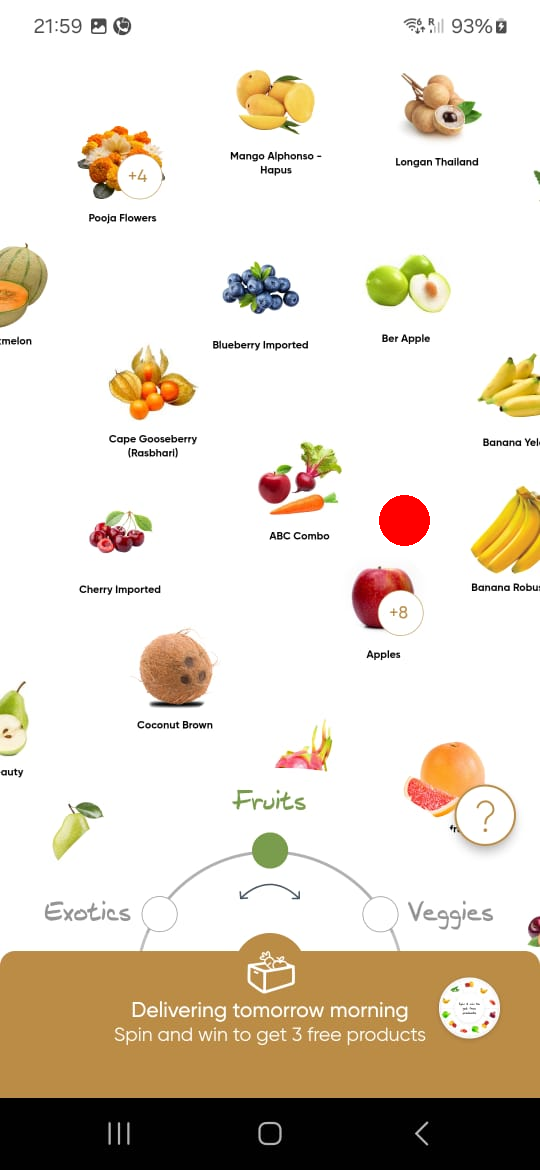 21:59
R
93%
Mango Alphonso -
Hapus
Longan Thailand
+4
Pooja Flowers
Blueberry Imported
Ber Apple
Cape Gooseberry
(Rasbhari)
Banana Yel
ABC Combo
Cherry Imported
Banana Robus
+8
Apples
Coconut Brown
auty
Fruits
?
Exotics
Veggies
Delivering tomorrow morning
Spin and win to get 3 free products